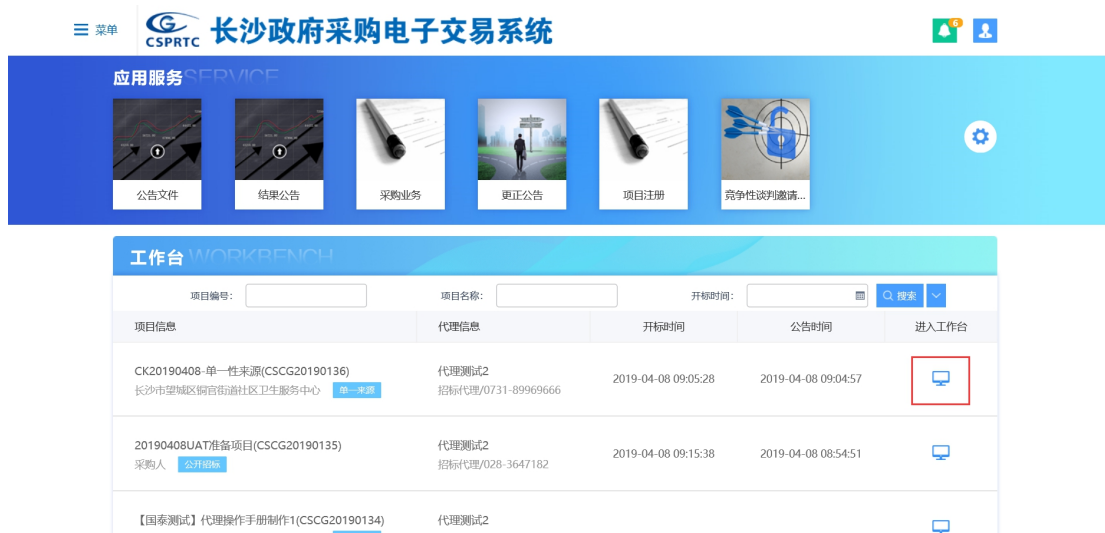 菜单
CSPRTC
长沙政府采购电子交易系统
6
应用服务SERVICE
公告文件 结果公告 采购业务 更正公告 项目注册 竞争性谈判邀请...
工作台WORKBENCH
项目编号： 项目名称： 开标时间： 搜索
项目信息 代理信息 开标时间 公告时间 进入工作台
CK20190408-单一性来源(CSCG20190136) 代理测试2
2019-04-08 09:05:28 2019-04-08 09:04:57
长沙市望城区铜官街道社区卫生服务中心 单一来源 招标代理/0731-89969666
20190408UAT准备项目(CSCG20190135) 代理测试2
2019-04-08 09:15:38 2019-04-08 08:54:51
采购人 公开招标 招标代理/028-3647182
【国泰测试】代理操作手册制作1(CSCG20190134) 代理测试2